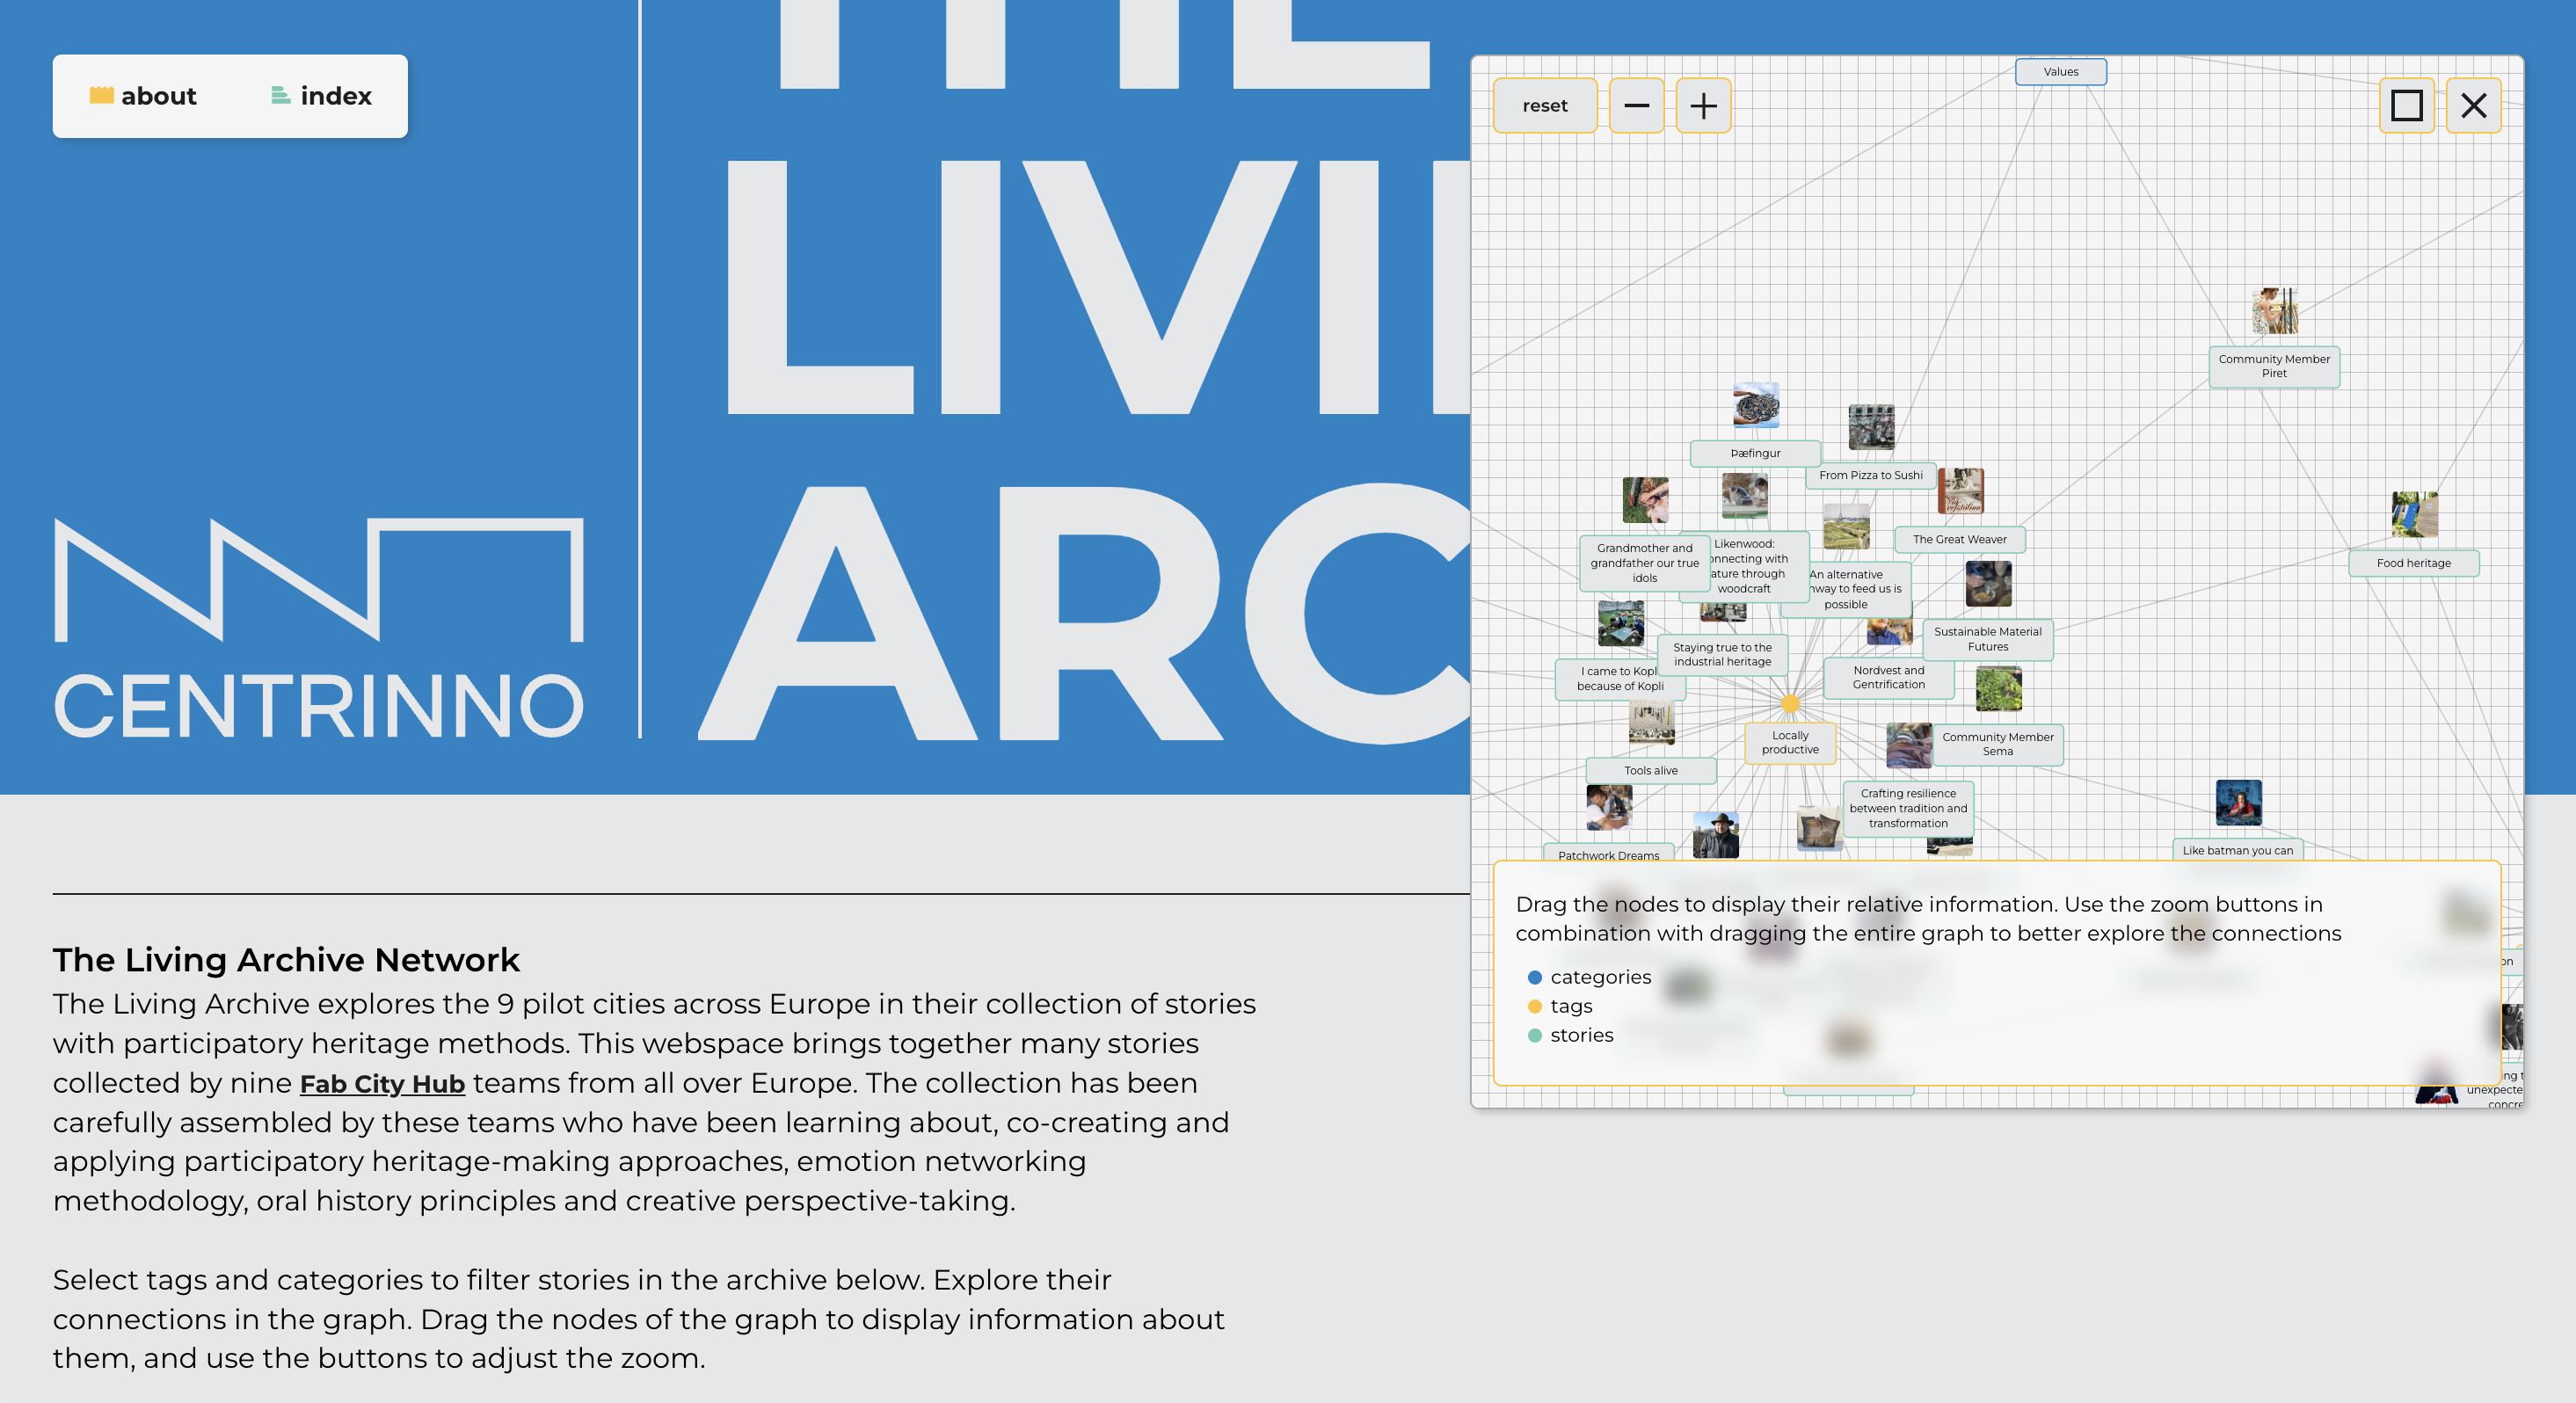 about
index
THE
LIVI
ARC
CENTRINNO
The Living Archive Network
The Living Archive explores the 9 pilot cities across Europe in their collection of stories
with participatory heritage methods. This webspace brings together many stories
collected by nine Fab City Hub teams from all over Europe. The collection has been
carefully assembled by these teams who have been learning about, co-creating and
applying participatory heritage-making approaches, emotion networking
methodology, oral history principles and creative perspective-taking.
Select tags and categories to filter stories in the archive below. Explore their
connections in the graph. Drag the nodes of the graph to display information about
them, and use the buttons to adjust the zoom.
reset
Values
Community Member
Piret
Þæfingur
From Pizza to Sushi
The Great Weaver
Food heritage
Grandmother and
grandfather our true
idols
Likenwood:
onnecting with
ature through
woodcraft
An alternative
way to feed us is
possible
Sustainable Material
Futures
Staying true to the
industrial heritage
I came to Kopli
because of Kopli
Nordvest and
Gentrification
Locally
productive
Community Member
Sema
Tools alive
Crafting resilience
between tradition and
transformation
Patchwork Dreams
Like batman you can
Drag the nodes to display their relative information. Use the zoom buttons in
combination with dragging the entire graph to better explore the connections
categories
tags
stories
on
ing t
unexpecte
concre